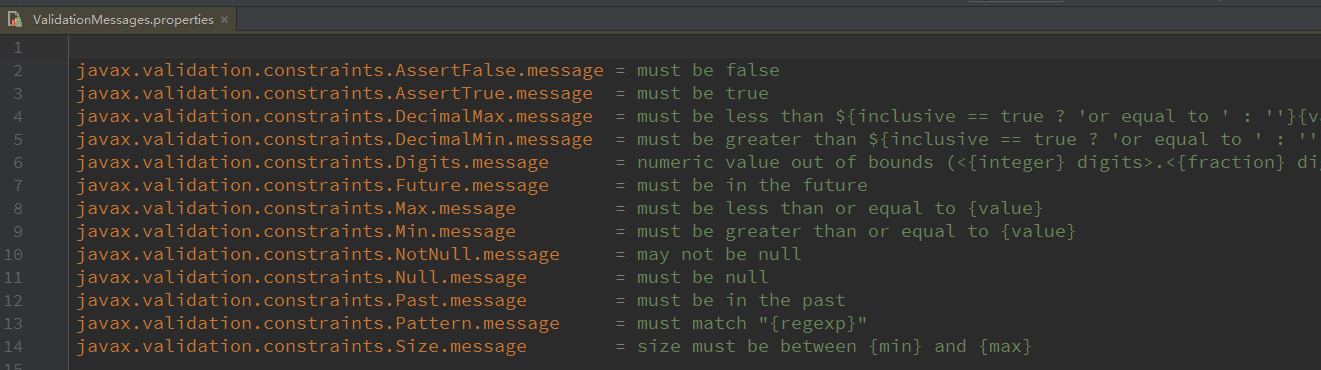 ValidationMessages.properties ×
1
2 javax.validation.constraints.AssertFalse.message = must be false
3 javax.validation.constraints.AssertTrue.message = must be true
4 javax.validation.constraints.DecimalMax.message = must be less than ${inclusive == true ? 'or equal to ' : ''}{v
5 javax.validation.constraints.DecimalMin.message = must be greater than ${inclusive == true ? 'or equal to ' : ''
6 javax.validation.constraints.Digits.message = numeric value out of bounds (<{integer} digits>.<{fraction} di
7 javax.validation.constraints.Future.message = must be in the future
8 javax.validation.constraints.Max.message = must be less than or equal to {value}
9 javax.validation.constraints.Min.message = must be greater than or equal to {value}
10 javax.validation.constraints.NotNull.message = may not be null
11 javax.validation.constraints.Null.message = must be null
12 javax.validation.constraints.Past.message = must be in the past
13 javax.validation.constraints.Pattern.message = must match "{regexp}"
14 javax.validation.constraints.Size.message = size must be between {min} and {max}
15